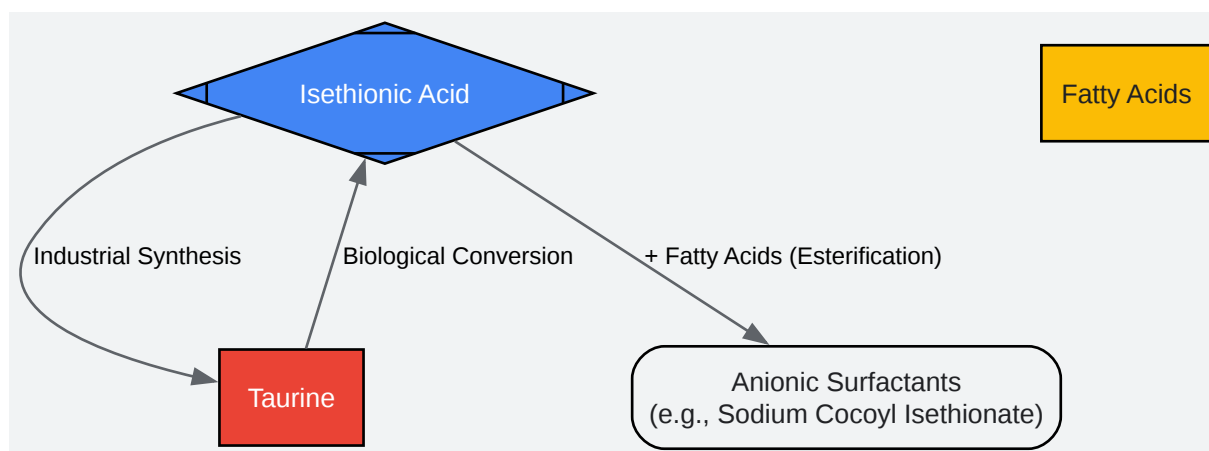 Isethionic Acid
Fatty Acids
Industrial Synthesis
Biological Conversion
+ Fatty Acids (Esterification)
Taurine
Anionic Surfactants
(e.g., Sodium Cocoyl Isethionate)